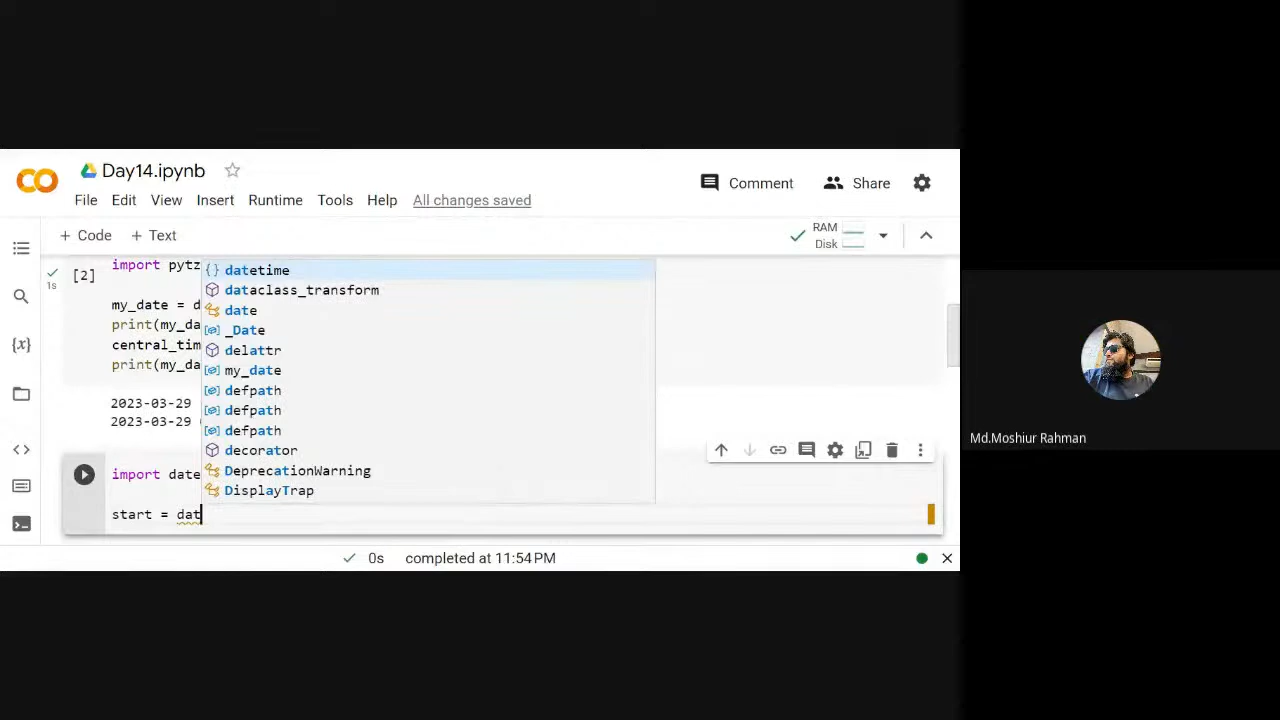 Day14.ipynb
Comment
Share
File Edit View Insert Runtime Tools Help All changes saved
+ Code + Text
RAM
Disk
[2]
1s
import pytz
my_date = d
print(my_da
central_tim
print(my_da
2023-03-29
2023-03-29
{} datetime
dataclass_transform
date
_Date
delattr
my_date
defpath
defpath
defpath
decorator
DeprecationWarning
DisplayTrap
import date
start = dat
0s completed at 11:54 PM
Md.Moshiur Rahman